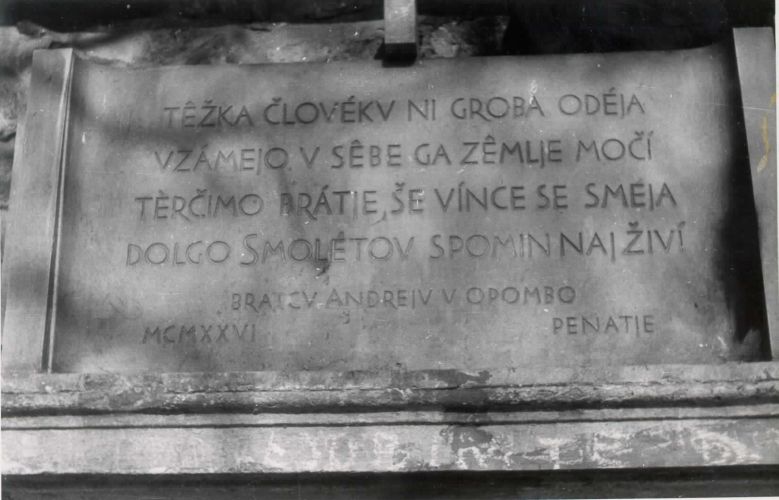 TÊŽKA ČLOVÉKV NI GROBA ODÉJA
VZÁMEJO V SÊBE GA ZÊMLJE MOČÍ
TÈRČIMO BRÁTJE, ŠE VÍNCE SE SMÉJA
DOLGO SMOLÉTOV SPOMIN NAJ ŽIVÍ
BRATCV ANDREJV V OPOMBO
MCMXXVI PENATJE